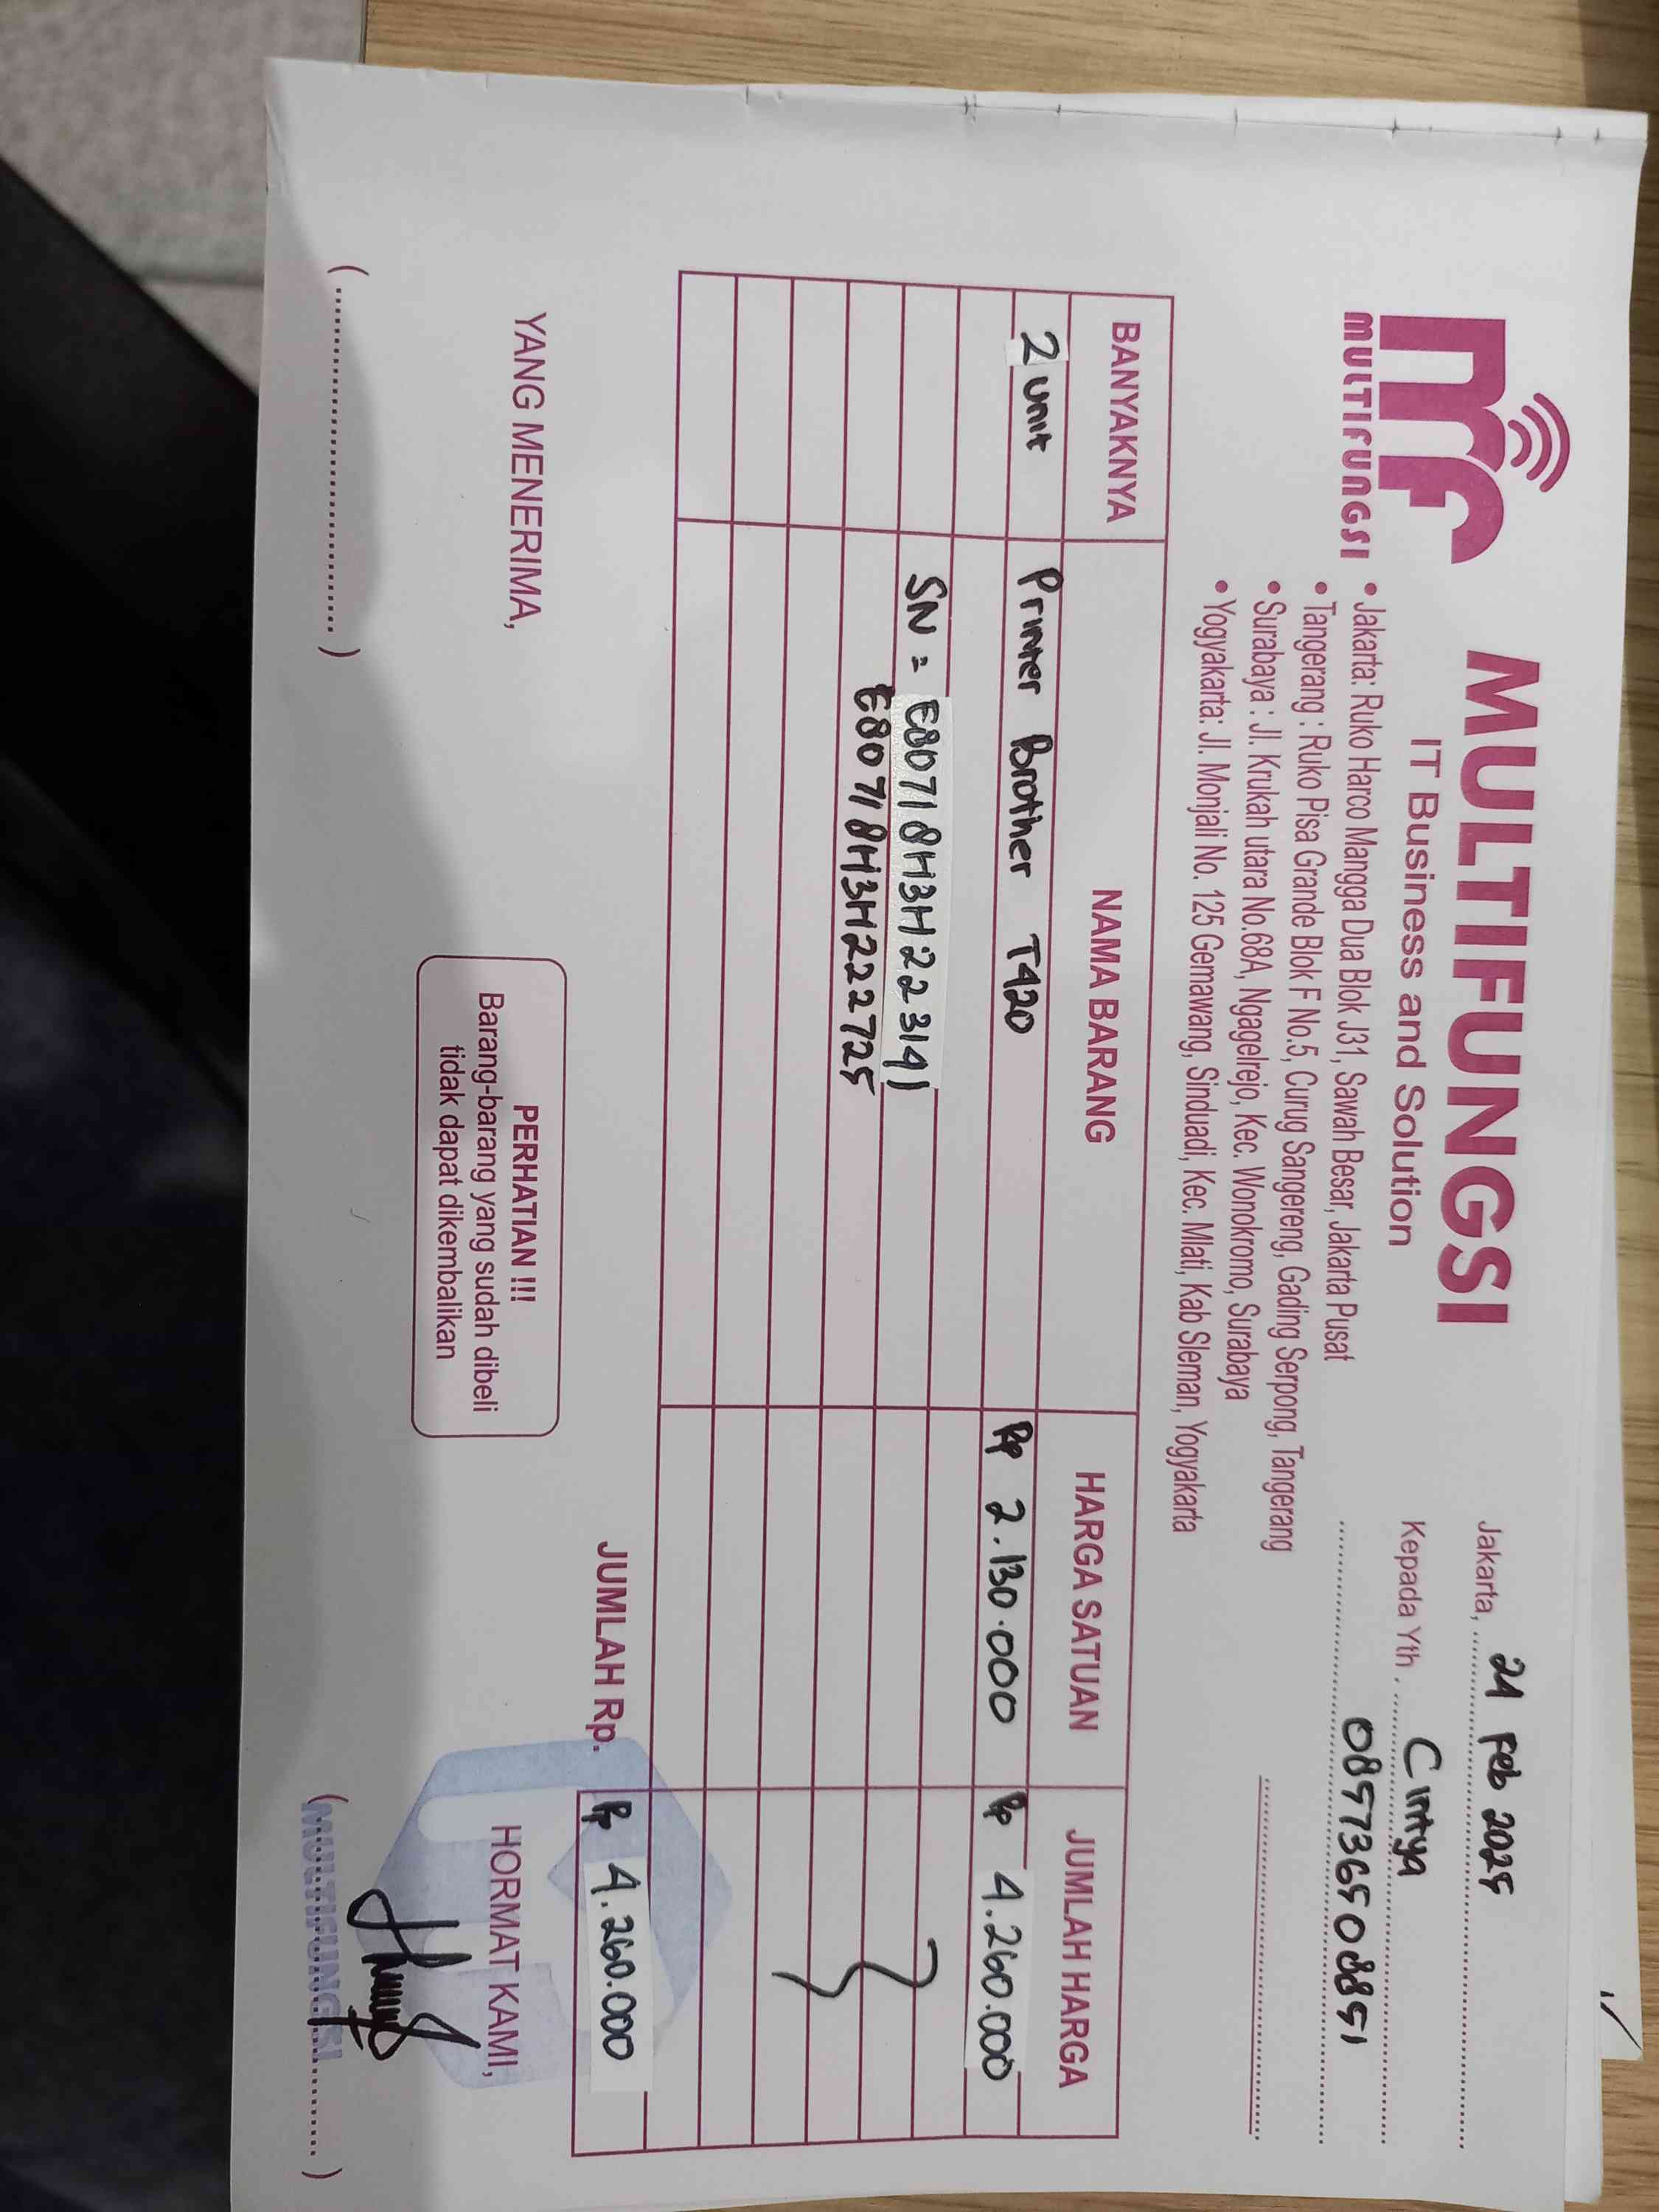 mf
MULTIFUNGSI
MULTIFUNGSI
IT Business and Solution
• Jakarta: Ruko Harco Mangga Dua Blok J31, Sawah Besar, Jakarta Pusat
• Tangerang : Ruko Pisa Grande Blok F No.5, Curug Sangereng, Gading Serpong, Tangerang
• Surabaya : Jl. Krukah utara No.68A, Ngagelrejo, Kec. Wonokromo, Surabaya
• Yogyakarta: Jl. Monjali No. 125 Gemawang, Sinduadi, Kec. Mlati, Kab Sleman, Yogyakarta
Jakarta, 24 Feb 2025
Kepada Yth. Cintya
0895736508851
BANYAKNYA NAMA BARANG HARGA SATUAN JUMLAH HARGA
2 unit Printer Brother T420 Rp 2.130.000 Rp 4.260.000
SN = E80718H3H223141
E80718H3H222725
JUMLAH Rp. Rp 4.260.000
YANG MENERIMA,
PERHATIAN !!!
Barang-barang yang sudah dibeli
tidak dapat dikembalikan
HORMAT KAMI,
(........................................)
(MULTIFUNGSI)